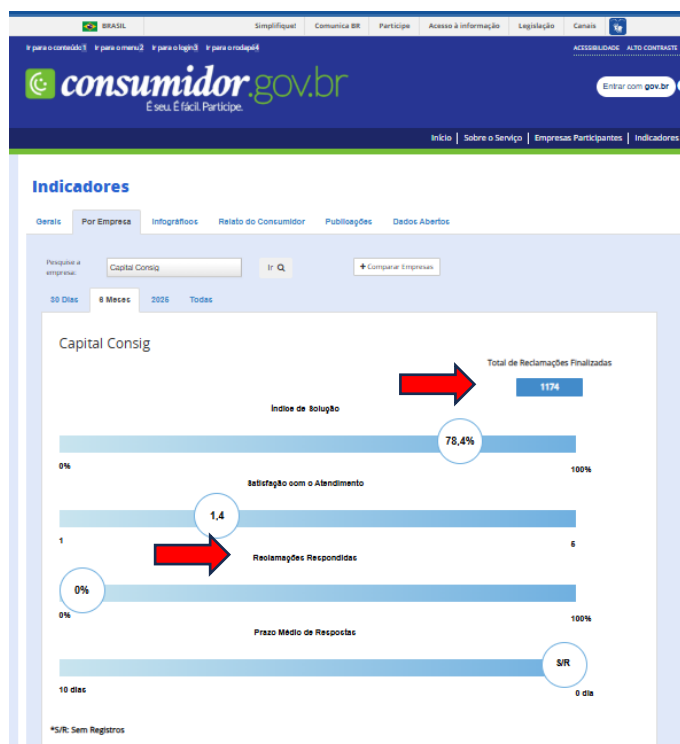 BRASIL Simplifique! Comunica BR Participe Acesso à informação Legislação Canais
Ir para o conteúdo 1 Ir para o menu 2 Ir para o login 3 Ir para o rodapé 4 ACESSIBILIDADE ALTO CONTRASTE
consumidor.gov.br
É seu. É fácil. Participe.
Entrar com gov.br
Início | Sobre o Serviço | Empresas Participantes | Indicadores
Indicadores
Gerais Por Empresa Infográficos Relato do Consumidor Publicações Dados Abertos
Pesquise a empresa: Capital Consig Ir + Comparar Empresas
30 Dias 6 Meses 2025 Todas
Capital Consig
Total de Reclamações Finalizadas
1174
Índice de Solução
78,4%
0% 100%
Satisfação com o Atendimento
1,4
1 5
Reclamações Respondidas
0%
0% 100%
Prazo Médio de Respostas
S/R
10 dias 0 dia
*S/R: Sem Registros